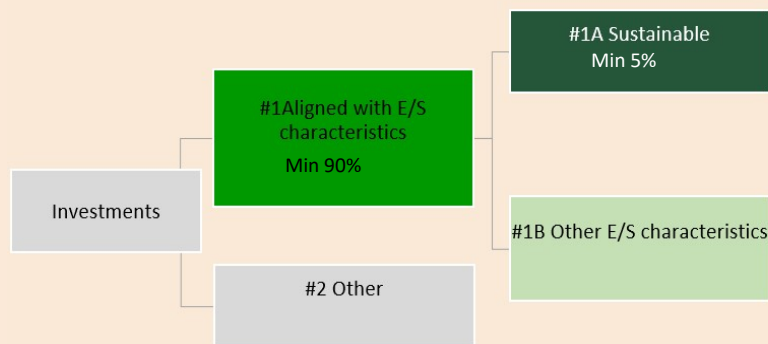 #1A Sustainable
Min 5%
#1Aligned with E/S
characteristics
Min 90%
Investments
#1B Other E/S characteristics
#2 Other